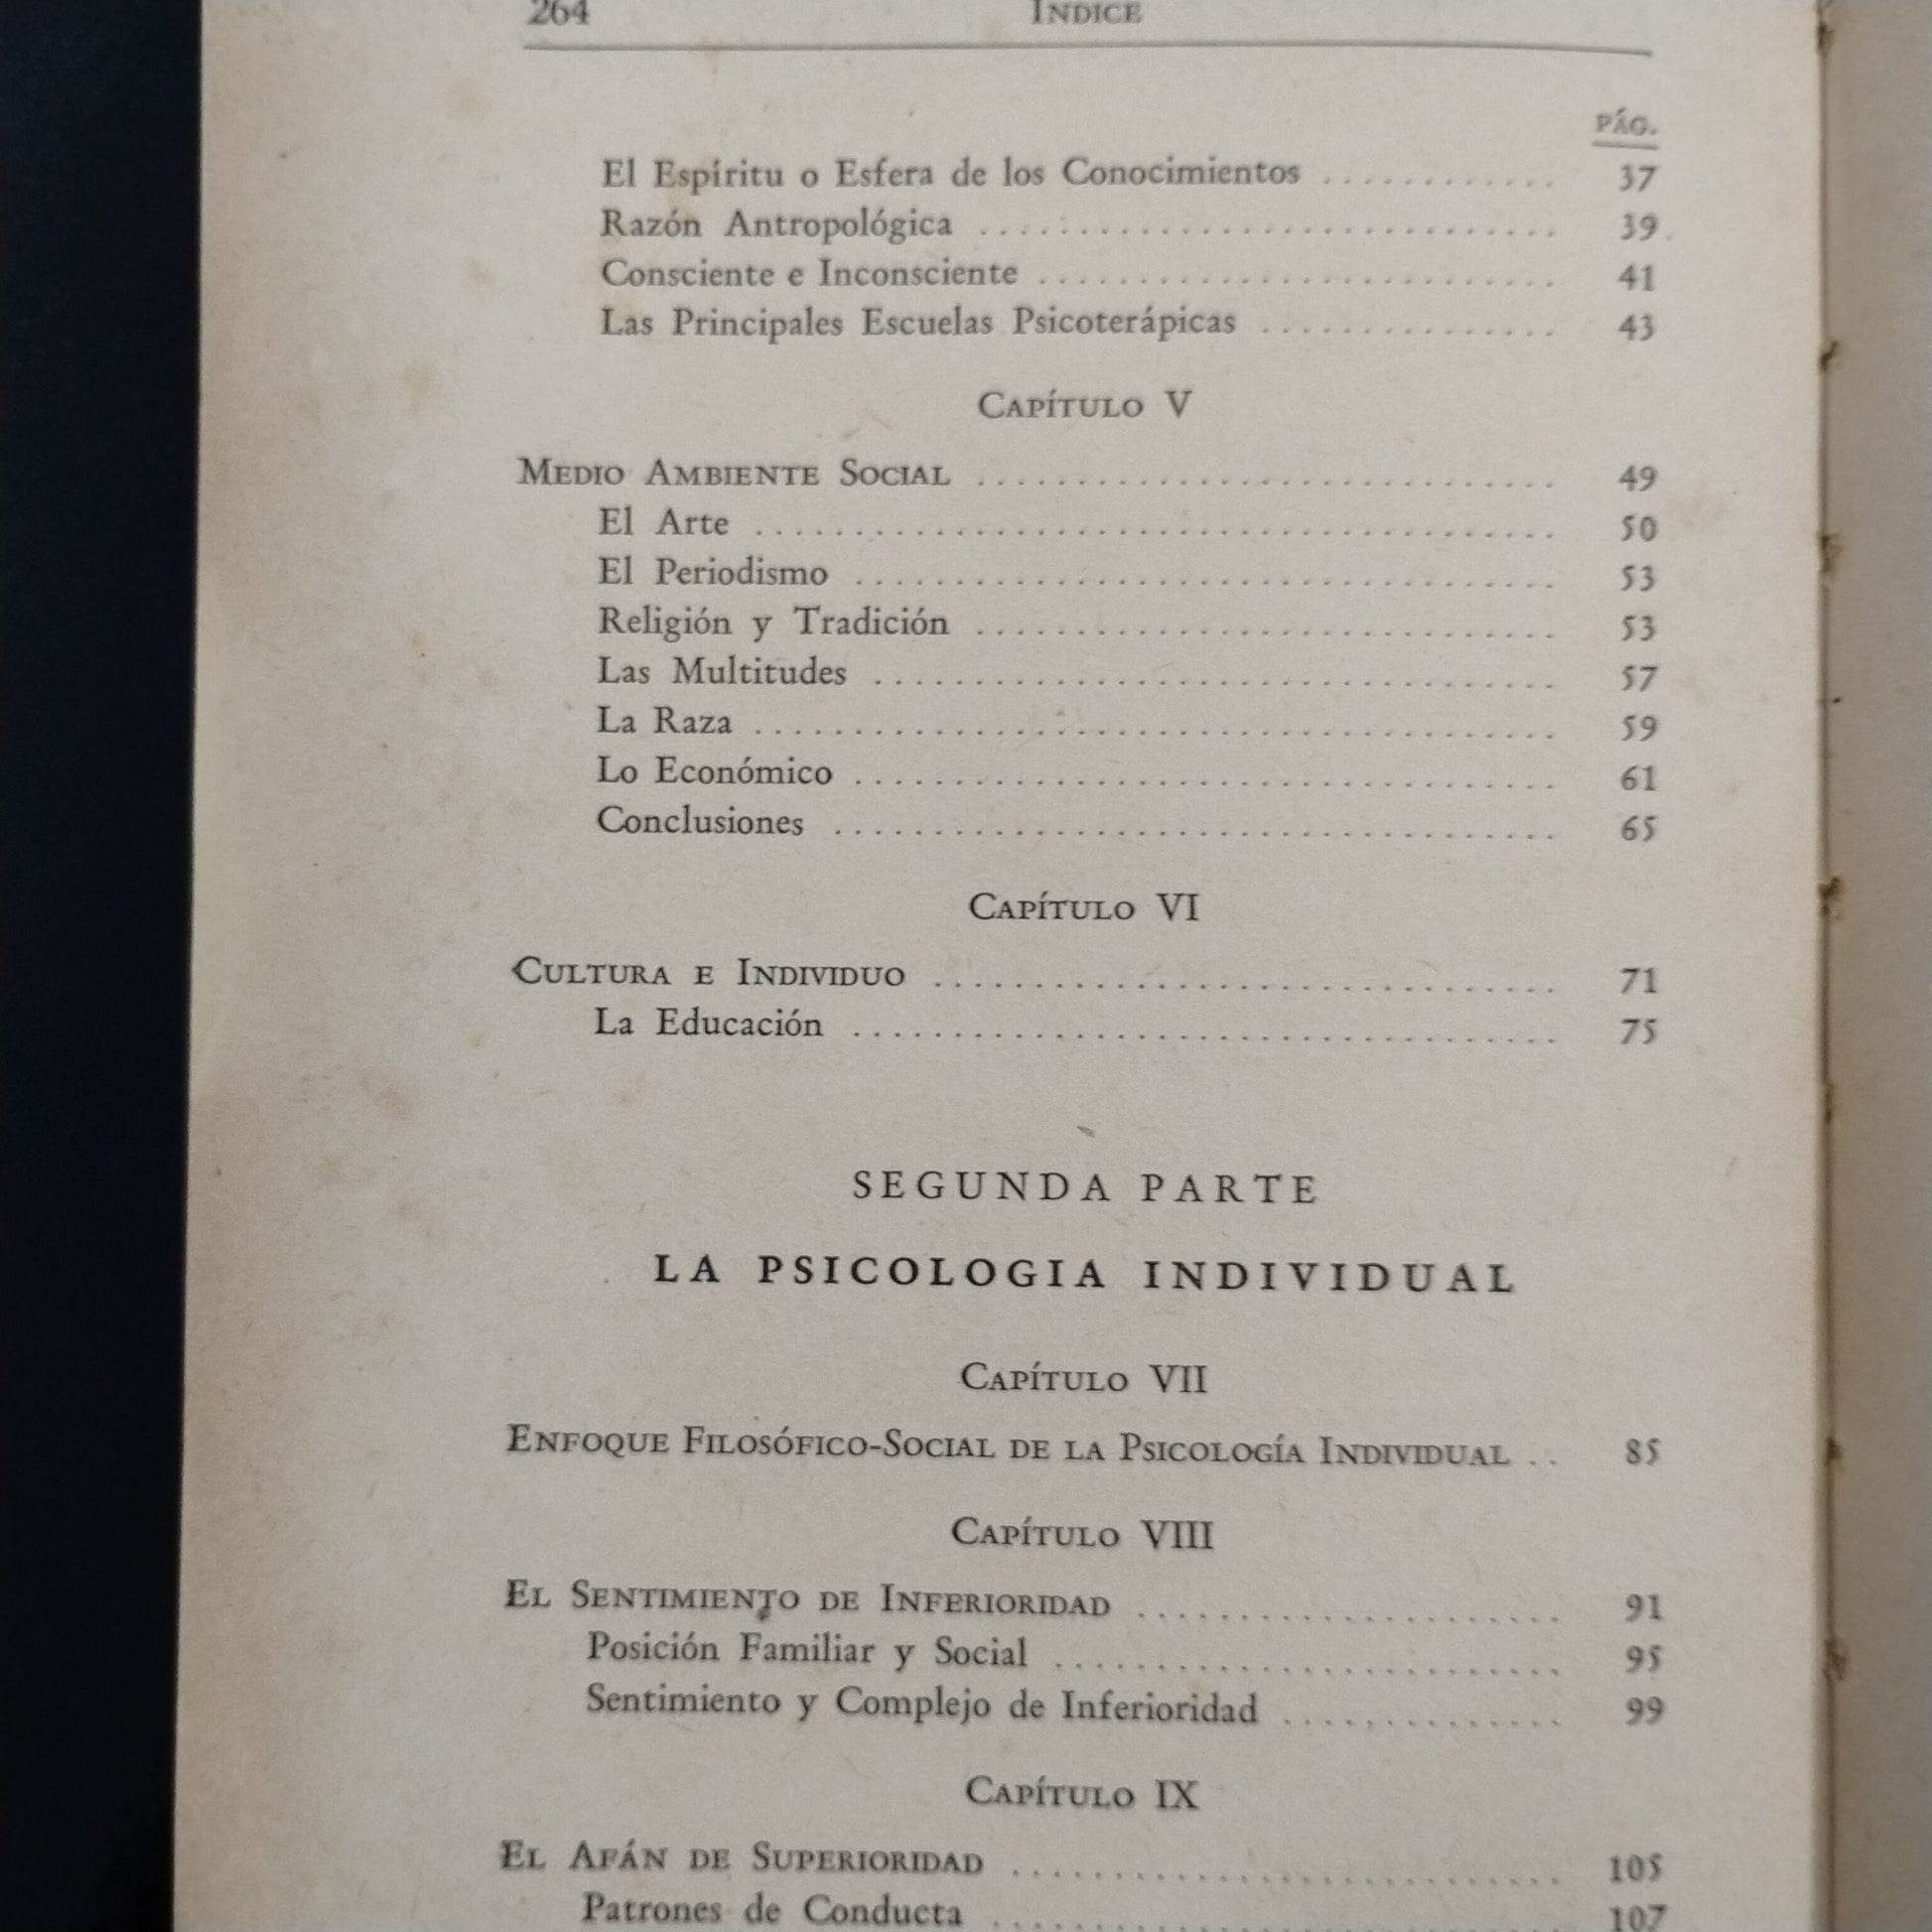 264 INDICE
PÁG.
El Espíritu o Esfera de los Conocimientos ............ 37
Razón Antropológica ............................. 39
Consciente e Inconsciente .......................... 41
Las Principales Escuelas Psicoterápicas ............... 43
CAPÍTULO V
MEDIO AMBIENTE SOCIAL ............................. 49
El Arte ........................................ 50
El Periodismo ................................... 53
Religión y Tradición ............................. 53
Las Multitudes .................................. 57
La Raza ........................................ 59
Lo Económico ................................... 61
Conclusiones .................................... 65
CAPÍTULO VI
CULTURA E INDIVIDUO ............................... 71
La Educación ................................... 75
SEGUNDA PARTE
LA PSICOLOGIA INDIVIDUAL
CAPÍTULO VII
ENFOQUE FILOSÓFICO-SOCIAL DE LA PSICOLOGÍA INDIVIDUAL .. 85
CAPÍTULO VIII
EL SENTIMIENTO DE INFERIORIDAD ..................... 91
Posición Familiar y Social ......................... 95
Sentimiento y Complejo de Inferioridad .............. 99
CAPÍTULO IX
EL AFÁN DE SUPERIORIDAD ........................... 105
Patrones de Conducta ............................ 107